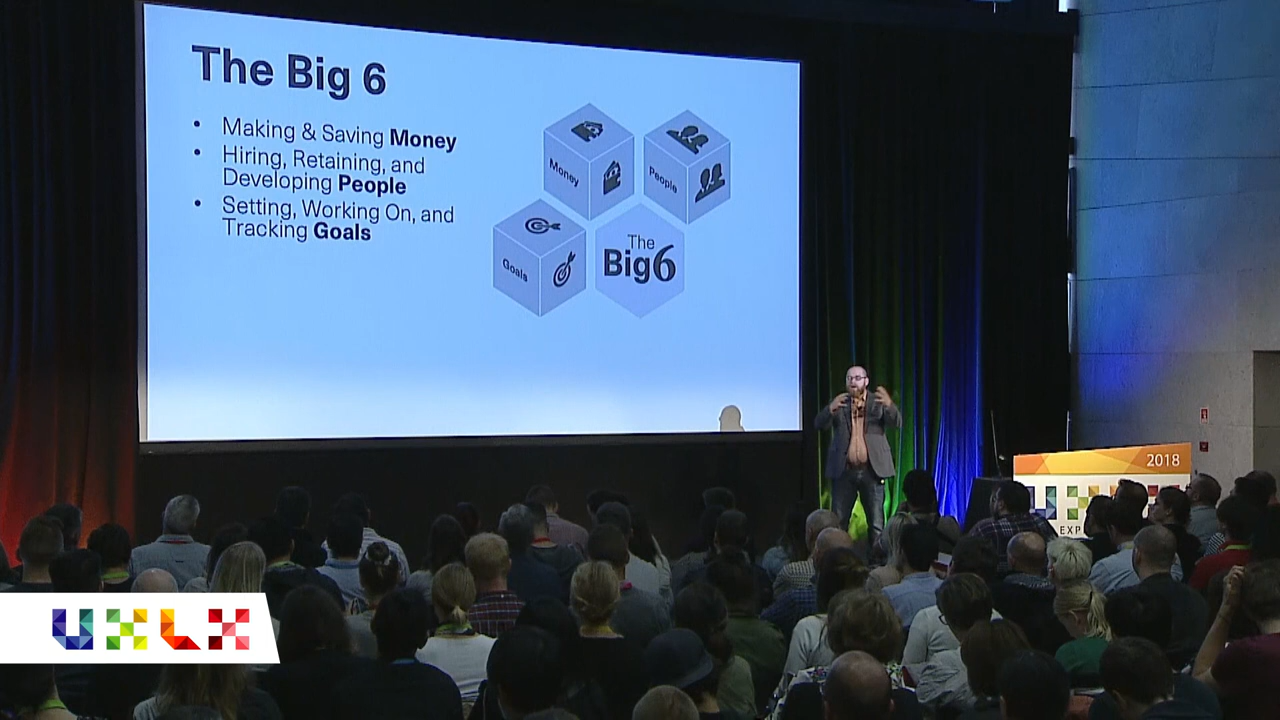 The Big 6
• Making & Saving Money
• Hiring, Retaining, and
Developing People
• Setting, Working On, and
Tracking Goals
Money
People
Goals
The
Big6
2018
EXP
UXLX